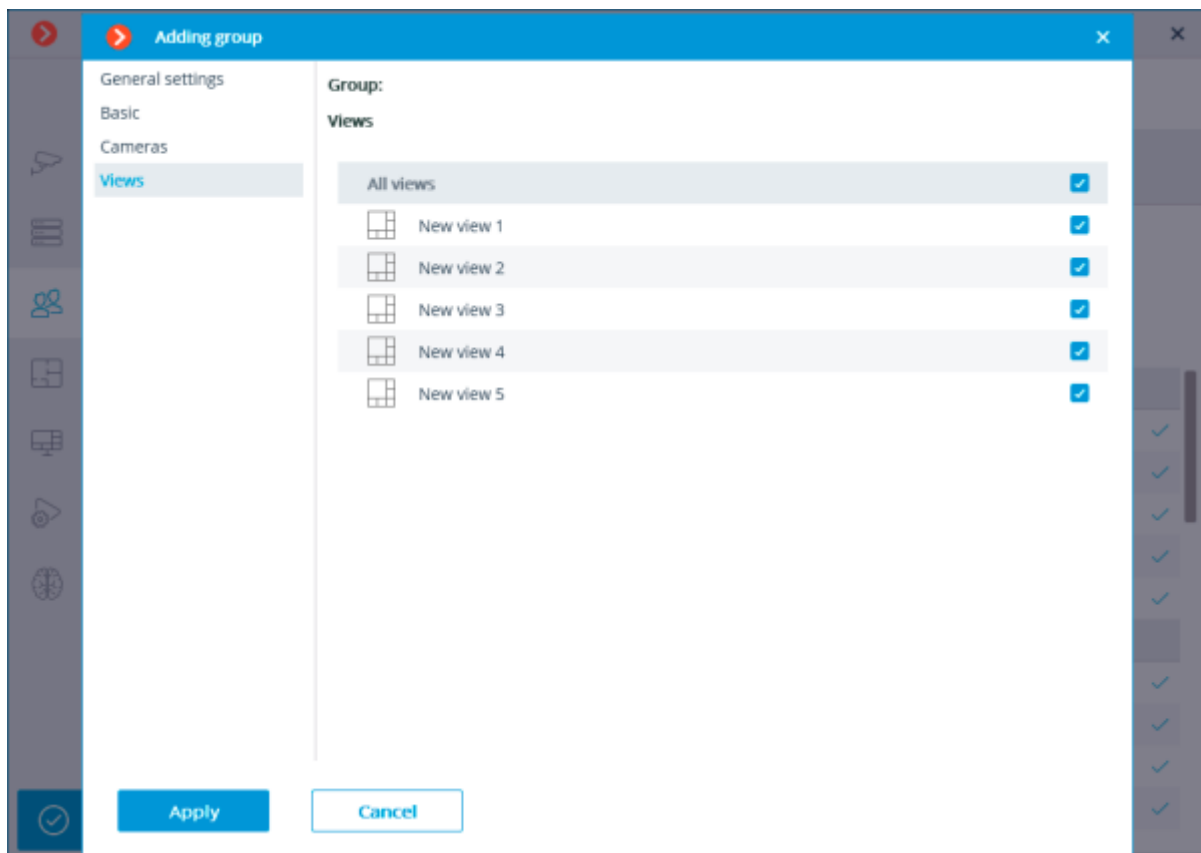 Adding group
General settings
Basic
Cameras
Views
Group:
Views
All views
New view 1
New view 2
New view 3
New view 4
New view 5
Apply
Cancel